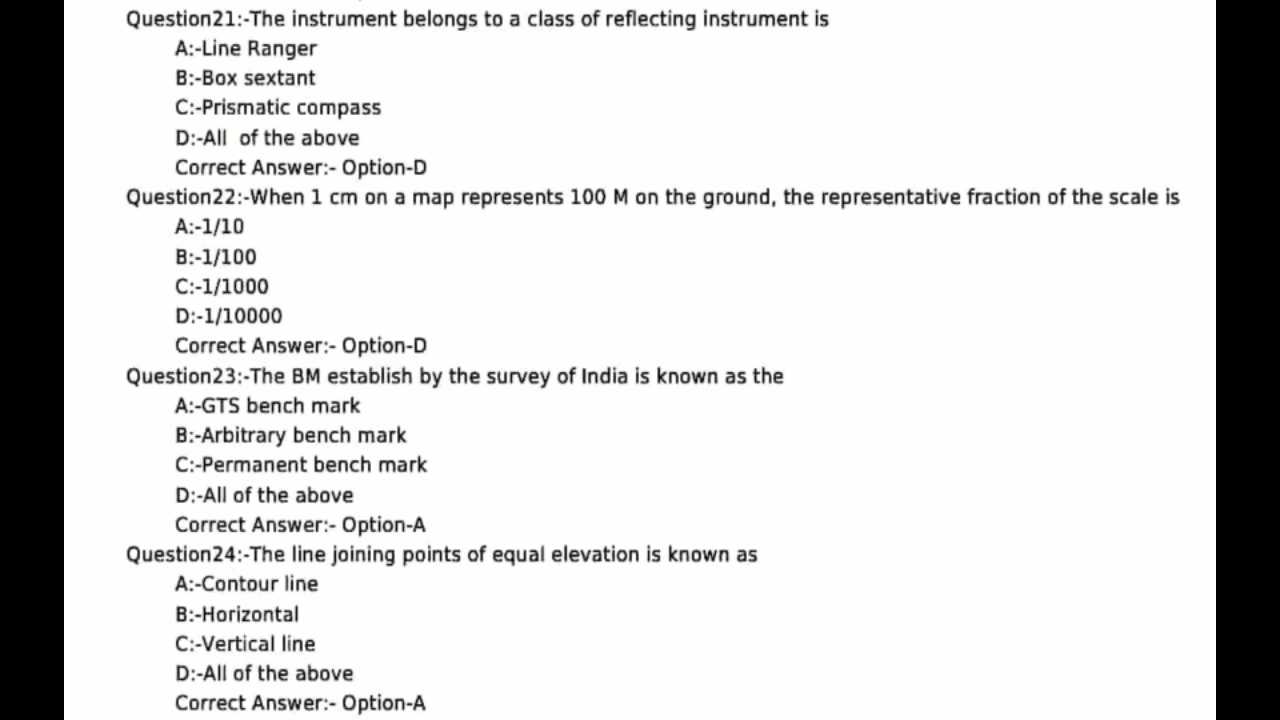 Question21:-The instrument belongs to a class of reflecting instrument is
A:-Line Ranger
B:-Box sextant
C:-Prismatic compass
D:-All  of the above
Correct Answer:- Option-D
Question22:-When 1 cm on a map represents 100 M on the ground, the representative fraction of the scale is
A:-1/10
B:-1/100
C:-1/1000
D:-1/10000
Correct Answer:- Option-D
Question23:-The BM establish by the survey of India is known as the
A:-GTS bench mark
B:-Arbitrary bench mark
C:-Permanent bench mark
D:-All of the above
Correct Answer:- Option-A
Question24:-The line joining points of equal elevation is known as
A:-Contour line
B:-Horizontal
C:-Vertical line
D:-All of the above
Correct Answer:- Option-A